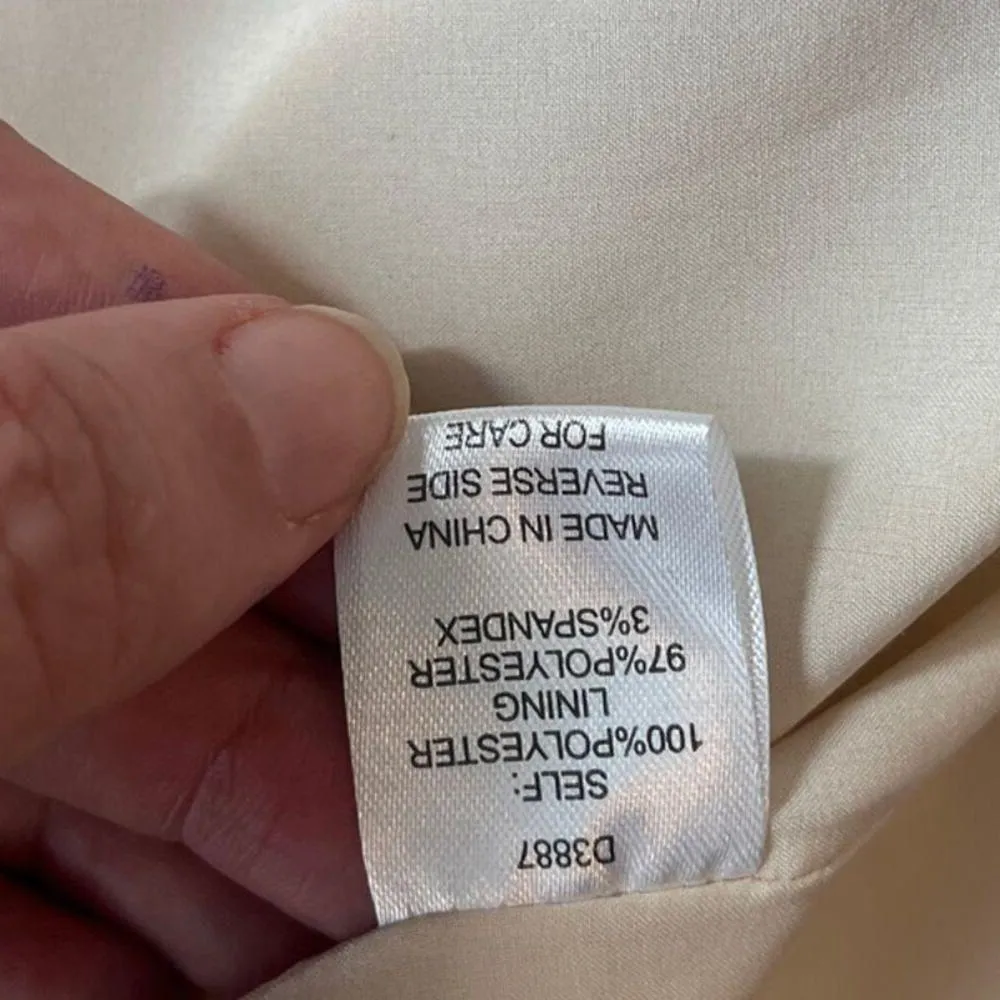 D3887
SELF:
100%POLYESTER
LINING
97%POLYESTER
3%SPANDEX
MADE IN CHINA
REVERSE SIDE
FOR CARE